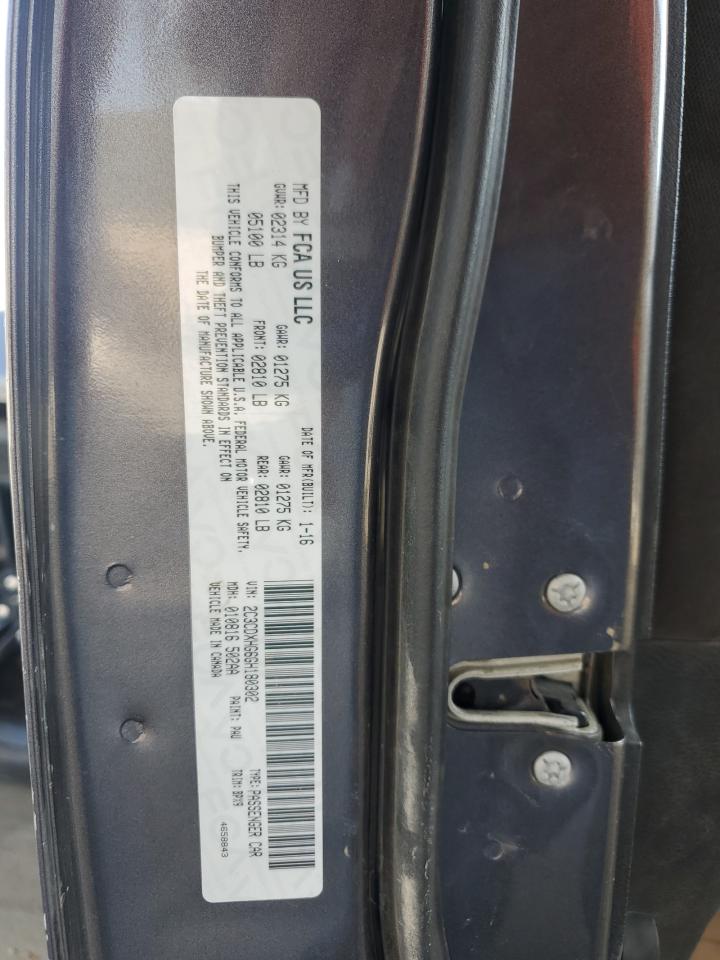 MFD BY FCA US LLC
DATE OF MFR(BUILT): 1-16
GVWR: 02314 KG
05100 LB
GAWR: 01275 KG
FRONT: 02810 LB
GAWR: 01275 KG
REAR: 02810 LB
THIS VEHICLE CONFORMS TO ALL APPLICABLE U.S.A. FEDERAL MOTOR VEHICLE SAFETY,
BUMPER AND THEFT PREVENTION STANDARDS IN EFFECT ON
THE DATE OF MANUFACTURE SHOWN ABOVE.
VIN: 2C3CDXHG6GH180302
TYPE: PASSENGER CAR
MDH: 010816 502AA
PAINT: PAU
TRIM: BPX9
VEHICLE MADE IN CANADA
4658843